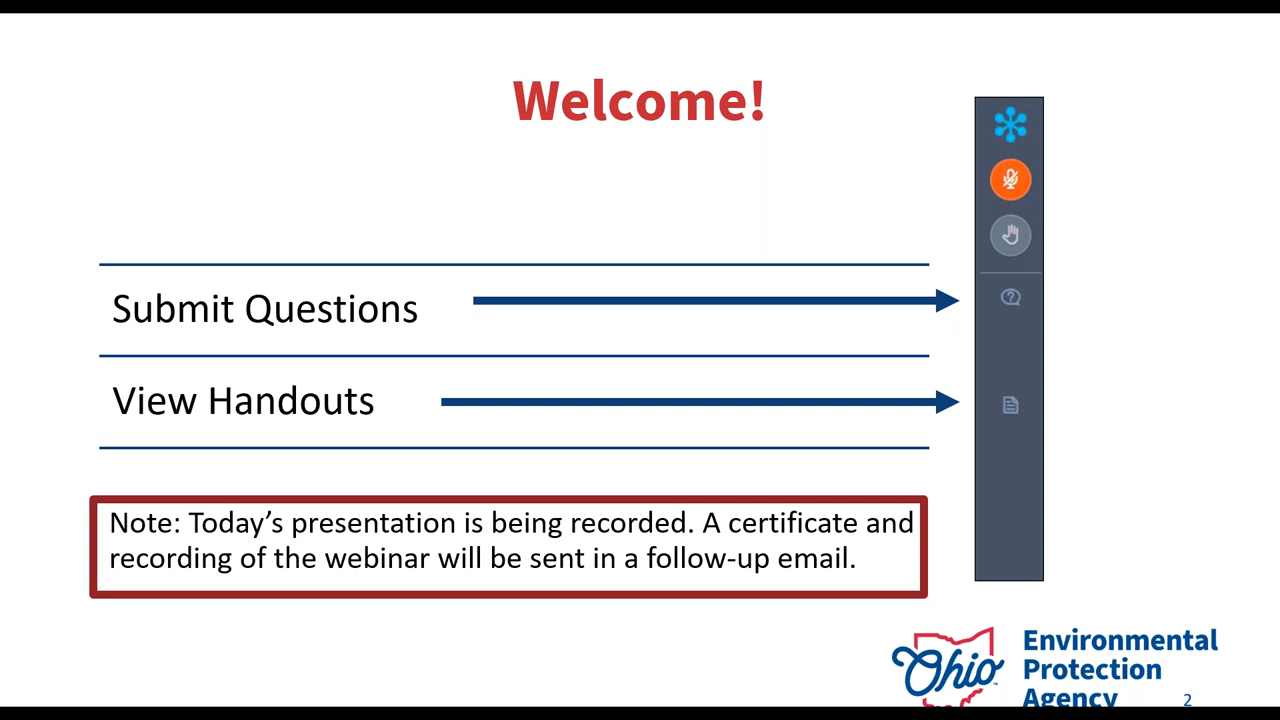 Welcome!
Submit Questions
View Handouts
Note: Today's presentation is being recorded. A certificate and
recording of the webinar will be sent in a follow-up email.
Ohio
Environmental
Protection
Agency
2